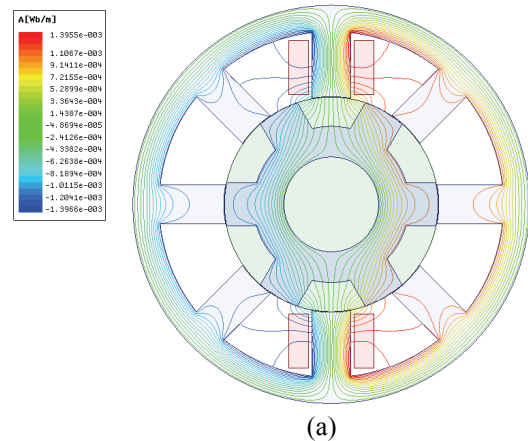 A[Wb/m]
1.3955e-003
1.1067e-003
9.1411e-004
7.2155e-004
5.2899e-004
3.3643e-004
1.4387e-004
-4.8694e-005
-2.4126e-004
-4.3382e-004
-6.2638e-004
-8.1894e-004
-1.0115e-003
-1.2041e-003
-1.3966e-003
(a)